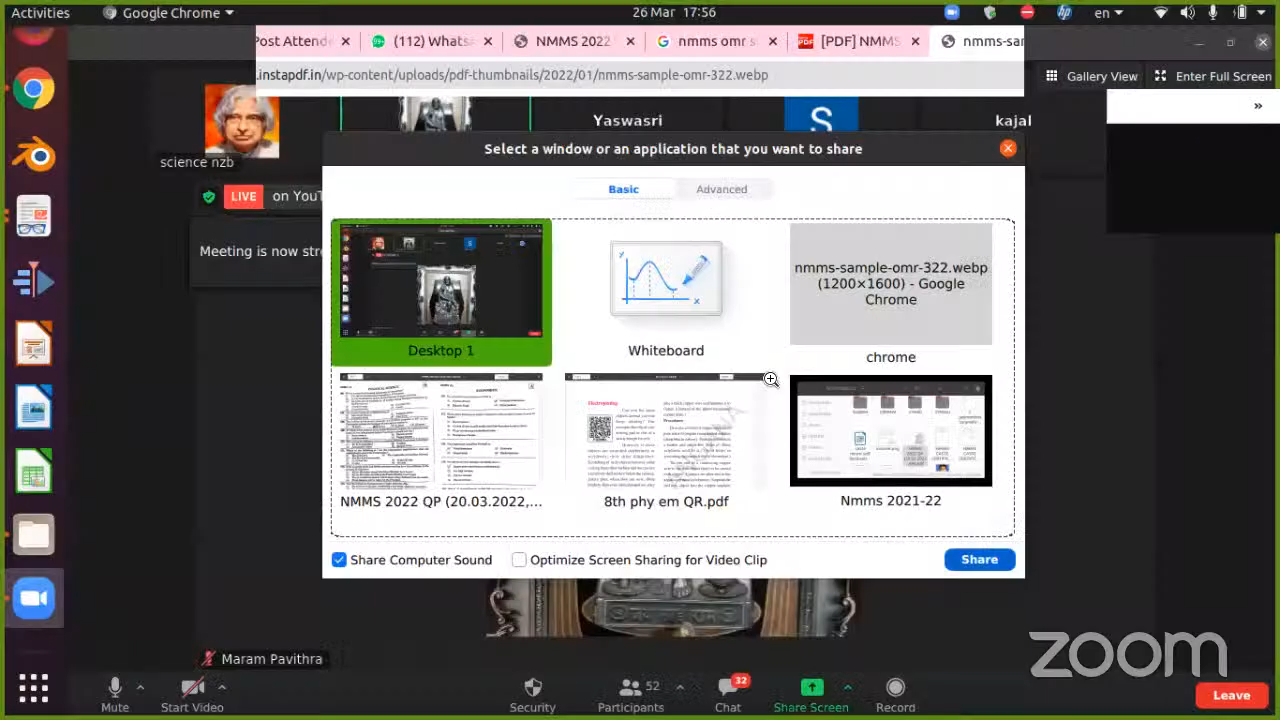 Activities
Google Chrome
26 Mar 17:56
en
Post Attende
(112) Whats
NMMS 2022
nmms omr s
[PDF] NMMS
nmms-sar
.instapdf.in/wp-content/uploads/pdf-thumbnails/2022/01/nmms-sample-omr-322.webp
Gallery View
Enter Full Screen
science nzb
Yaswasri
S
kajal
»
Select a window or an application that you want to share
LIVE on YouT
Meeting is now stre
Basic
Advanced
nmms-sample-omr-322.webp
(1200×1600) - Google
Chrome
Desktop 1
Whiteboard
chrome
NMMS 2022 QP (20.03.2022,...
8th phy em QR.pdf
Nmms 2021-22
Share Computer Sound
Optimize Screen Sharing for Video Clip
Share
Maram Pavithra
zoom
Mute
Start Video
Security
52
Participants
32
Chat
Share Screen
Record
Leave